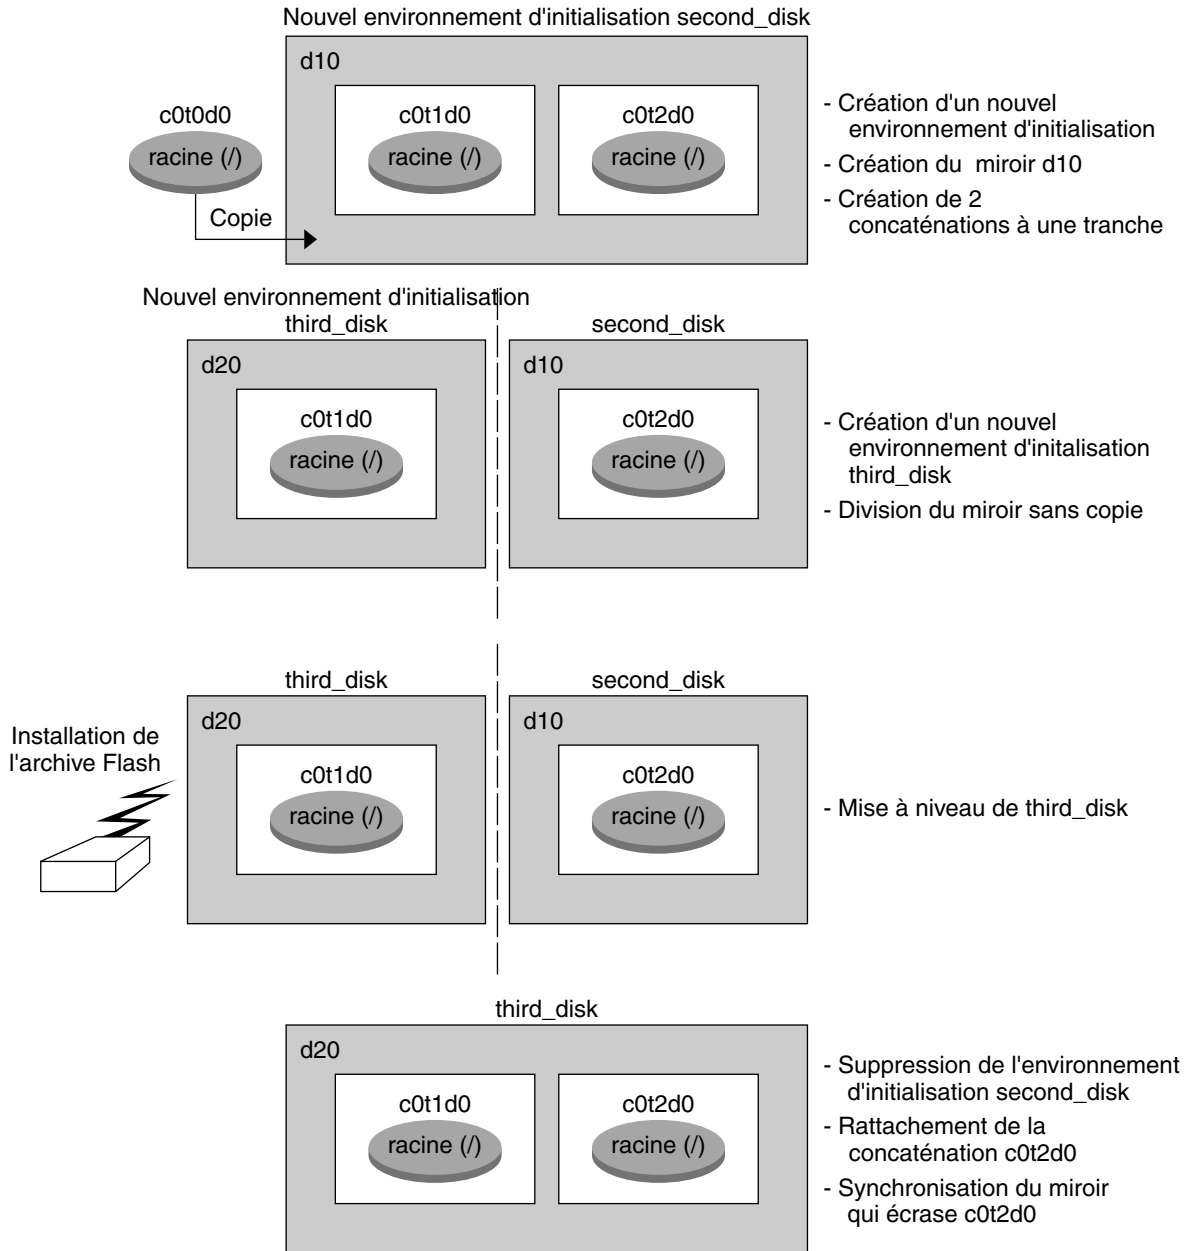 Nouvel environnement d'initialisation second_disk
d10
c0t0d0
racine (/)
Copie
c0t1d0
racine (/)
c0t2d0
racine (/)
- Création d'un nouvel
environnement d'initialisation
- Création du miroir d10
- Création de 2
concaténations à une tranche
Nouvel environnement d'initialisation
third_disk
d20
c0t1d0
racine (/)
second_disk
d10
c0t2d0
racine (/)
- Création d'un nouvel
environnement d'initalisation
third_disk
- Division du miroir sans copie
Installation de
l'archive Flash
third_disk
d20
c0t1d0
racine (/)
second_disk
d10
c0t2d0
racine (/)
- Mise à niveau de third_disk
third_disk
d20
c0t1d0
racine (/)
c0t2d0
racine (/)
- Suppression de l'environnement
d'initialisation second_disk
- Rattachement de la
concaténation c0t2d0
- Synchronisation du miroir
qui écrase c0t2d0